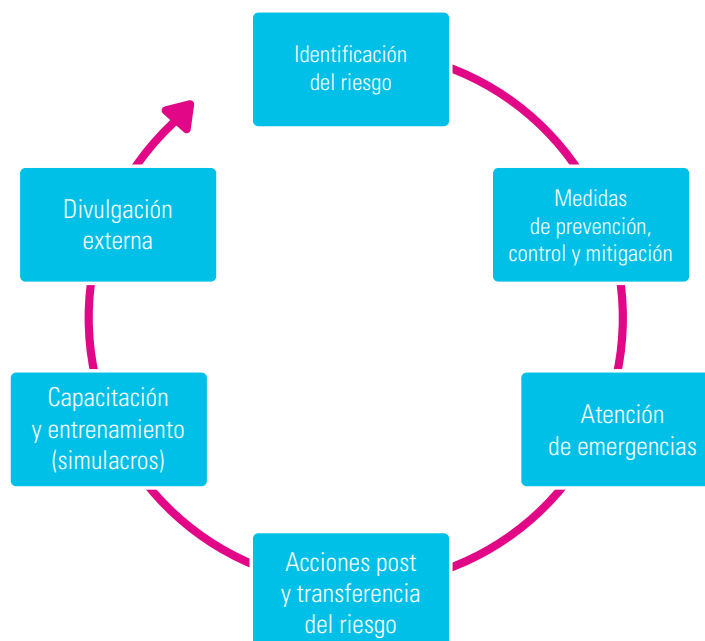 Identificación
del riesgo
Medidas
de prevención,
control y mitigación
Atención
de emergencias
Acciones post
y transferencia
del riesgo
Capacitación
y entrenamiento
(simulacros)
Divulgación
externa